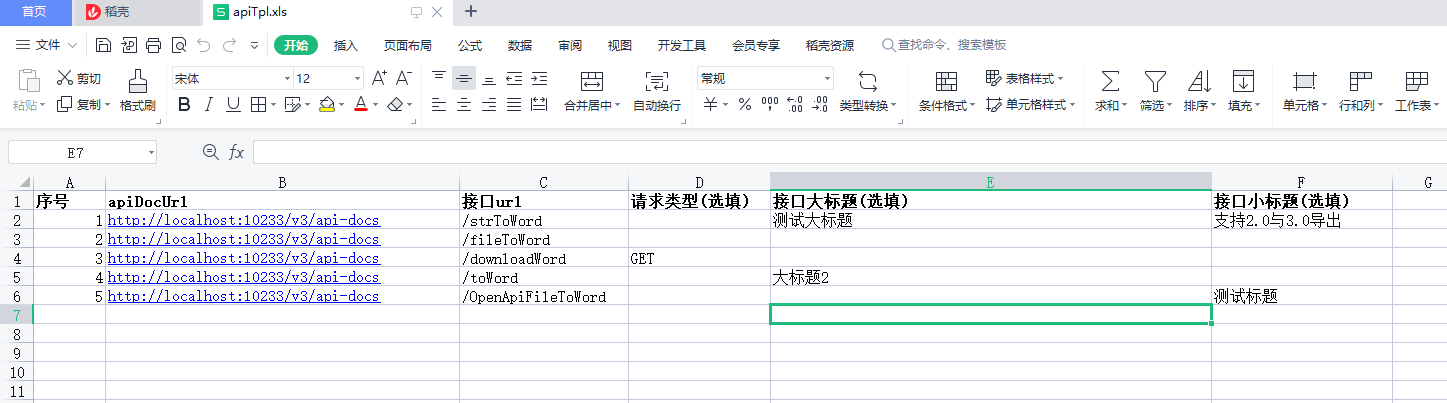 首页 稻壳 apiTpl.xls
文件 开始 插入 页面布局 公式 数据 审阅 视图 开发工具 会员专享 稻壳资源 查找命令、搜索模板
粘贴 剪切 复制 格式刷 宋体 12 A+ A- B I U A 合并居中 自动换行 常规 ¥ % 000 类型转换 条件格式 表格样式 单元格样式 求和 筛选 排序 填充 单元格 行和列 工作表
E7 fx
A B C D E F G
1 序号 apiDocUrl 接口url 请求类型(选填) 接口大标题(选填) 接口小标题(选填)
2 1 http://localhost:10233/v3/api-docs /strToWord 测试大标题 支持2.0与3.0导出
3 2 http://localhost:10233/v3/api-docs /fileToWord
4 3 http://localhost:10233/v3/api-docs /downloadWord GET
5 4 http://localhost:10233/v3/api-docs /toWord 大标题2
6 5 http://localhost:10233/v3/api-docs /OpenApiFileToWord 测试标题
7
8
9
10
11